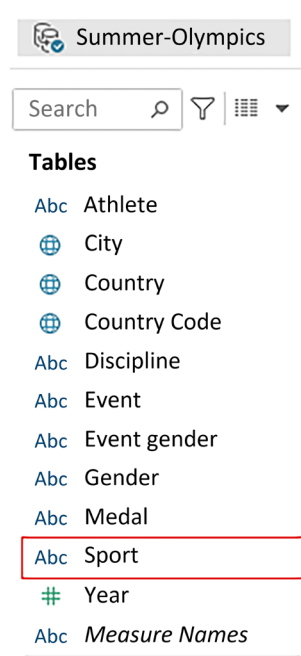 Summer-Olympics
Search
Tables
Abc Athlete
City
Country
Country Code
Abc Discipline
Abc Event
Abc Event gender
Abc Gender
Abc Medal
Abc Sport
# Year
Abc Measure Names